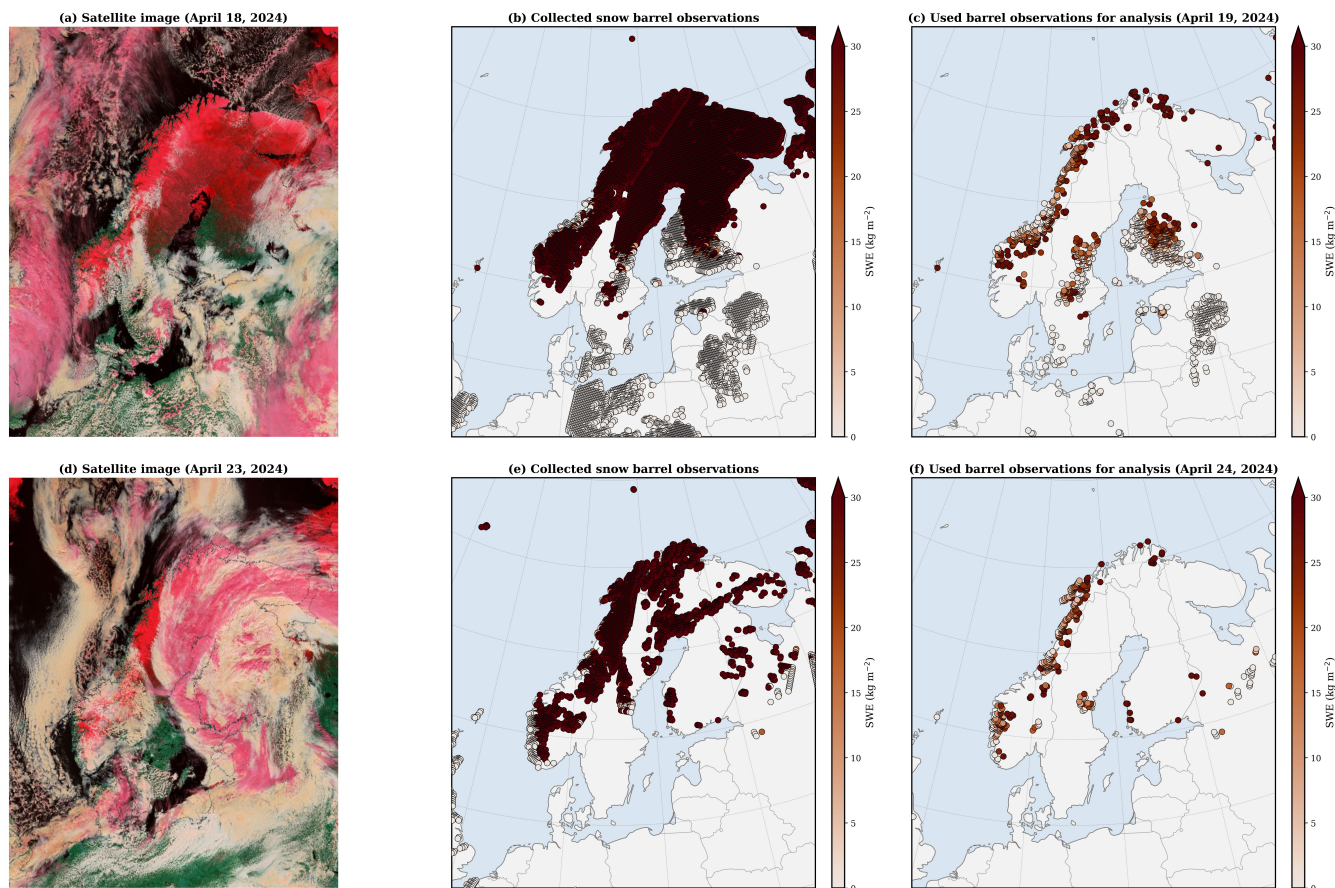 (a) Satellite image (April 18, 2024)
(b) Collected snow barrel observations
(c) Used barrel observations for analysis (April 19, 2024)
30
25
20
15
10
5
0
SWE (kg m⁻²)
30
25
20
15
10
5
0
SWE (kg m⁻²)
(d) Satellite image (April 23, 2024)
(e) Collected snow barrel observations
(f) Used barrel observations for analysis (April 24, 2024)
30
25
20
15
10
5
0
SWE (kg m⁻²)
30
25
20
15
10
5
0
SWE (kg m⁻²)